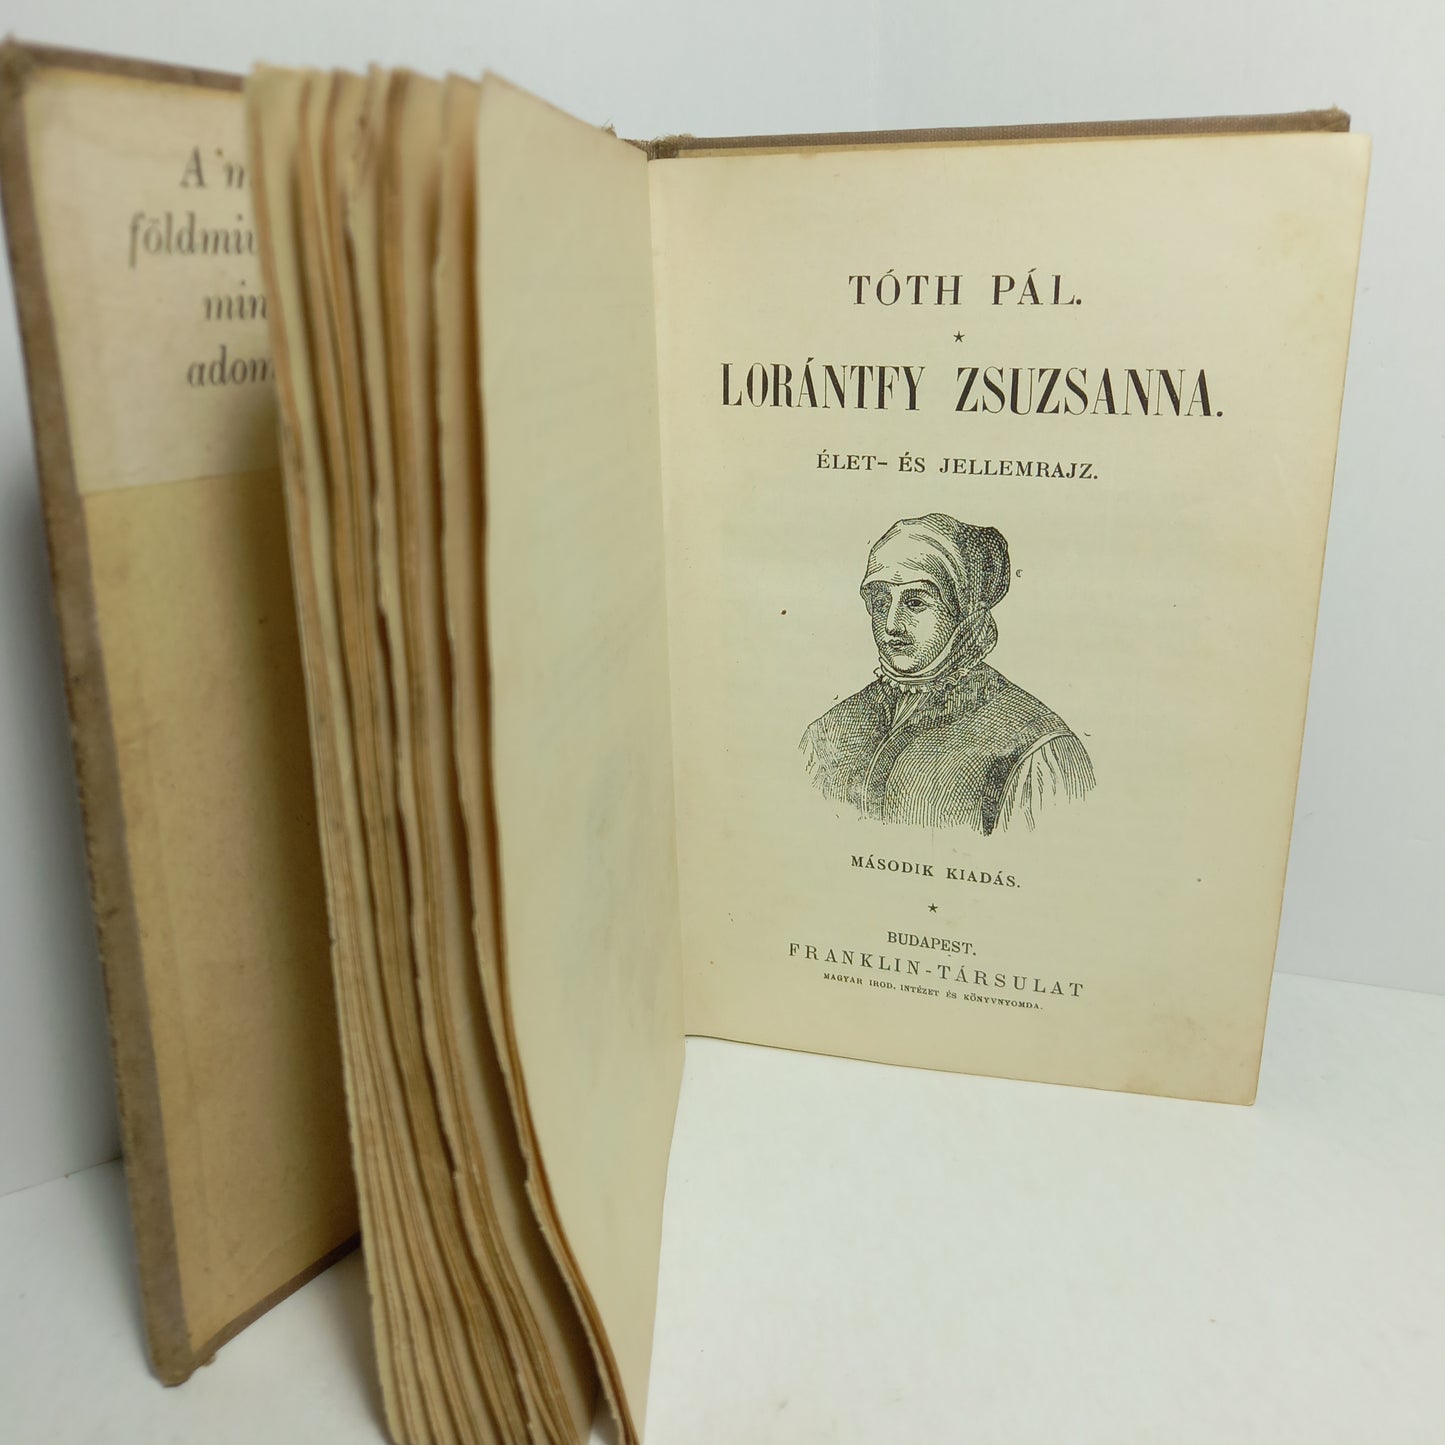 A
földmiv
min
adom
TÓTH PÁL.
LORÁNTFY ZSUZSANNA.
ÉLET- ÉS JELLEMRAJZ.
MÁSODIK KIADÁS.
BUDAPEST.
FRANKLIN-TÁRSULAT
MAGYAR IROD. INTÉZET ÉS KÖNYVNYOMDA.